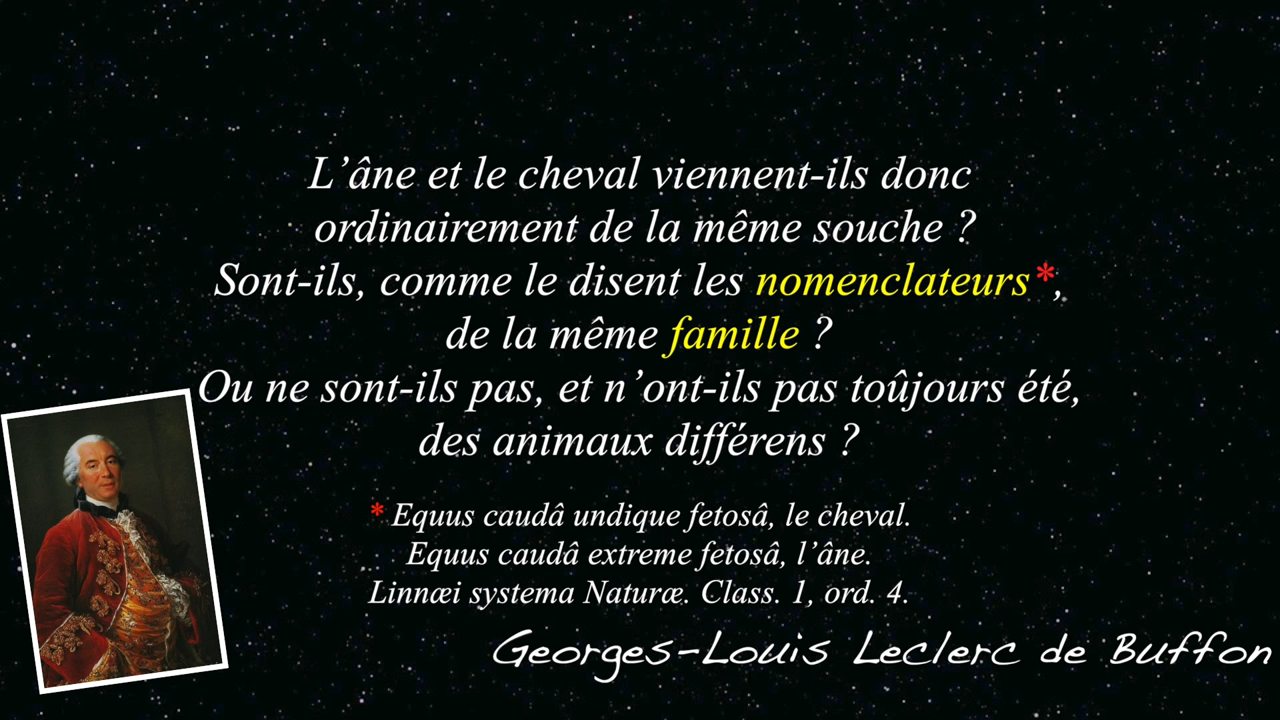 L’âne et le cheval viennent-ils donc
ordinairement de la même souche ?
Sont-ils, comme le disent les nomenclateurs*,
de la même famille ?
Ou ne sont-ils pas, et n’ont-ils pas toûjours été,
des animaux différens ?
* Equus caudâ undique fetosâ, le cheval.
Equus caudâ extreme fetosâ, l’âne.
Linnæi systema Naturæ. Class. 1, ord. 4.
Georges-Louis Leclerc de Buffon